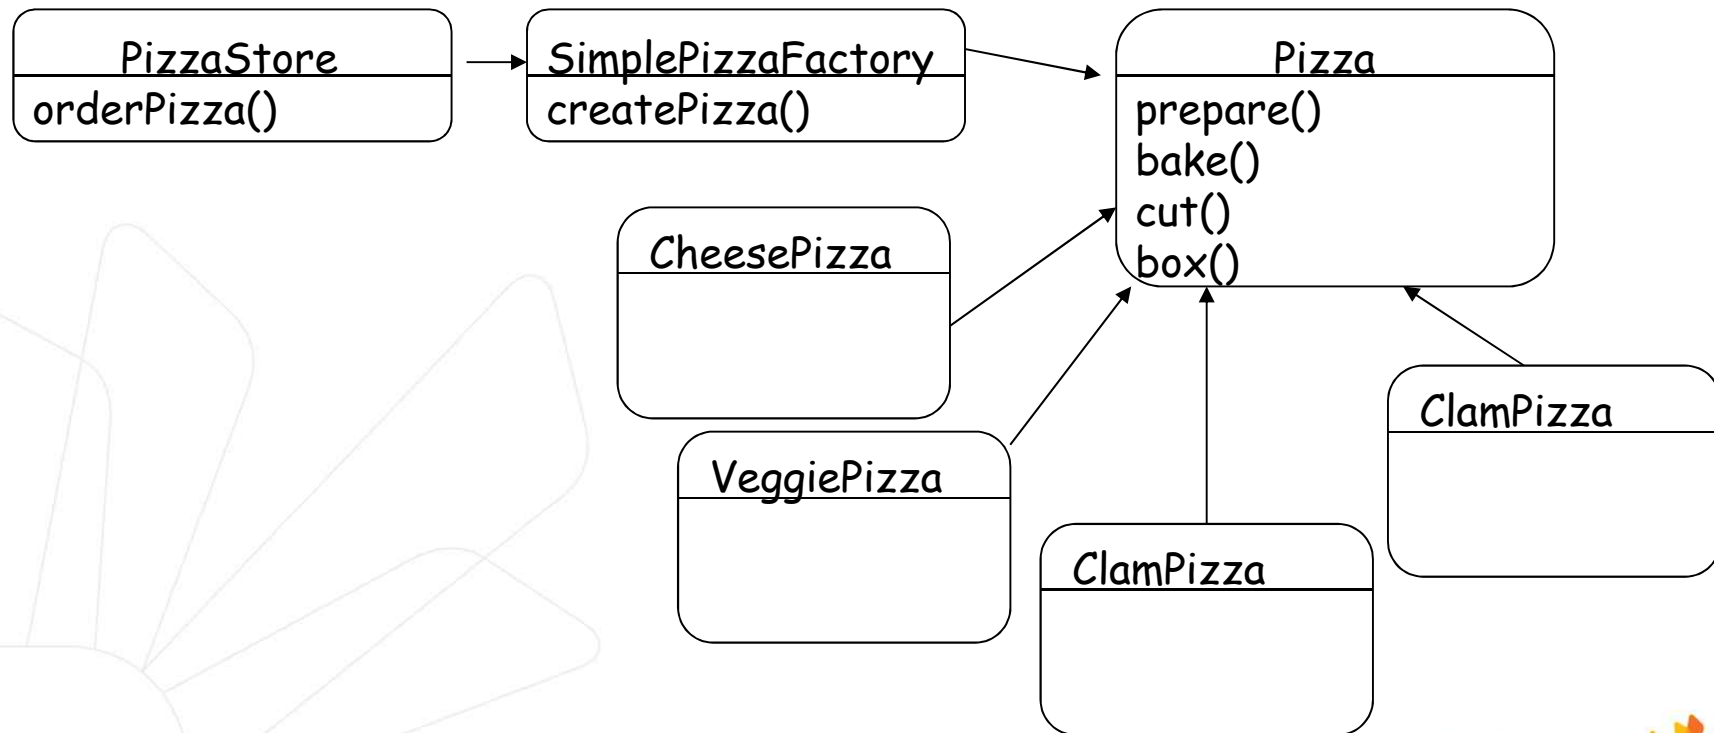 PizzaStore
orderPizza()
SimplePizzaFactory
createPizza()
Pizza
prepare()
bake()
cut()
box()
CheesePizza
VeggiePizza
ClamPizza
ClamPizza